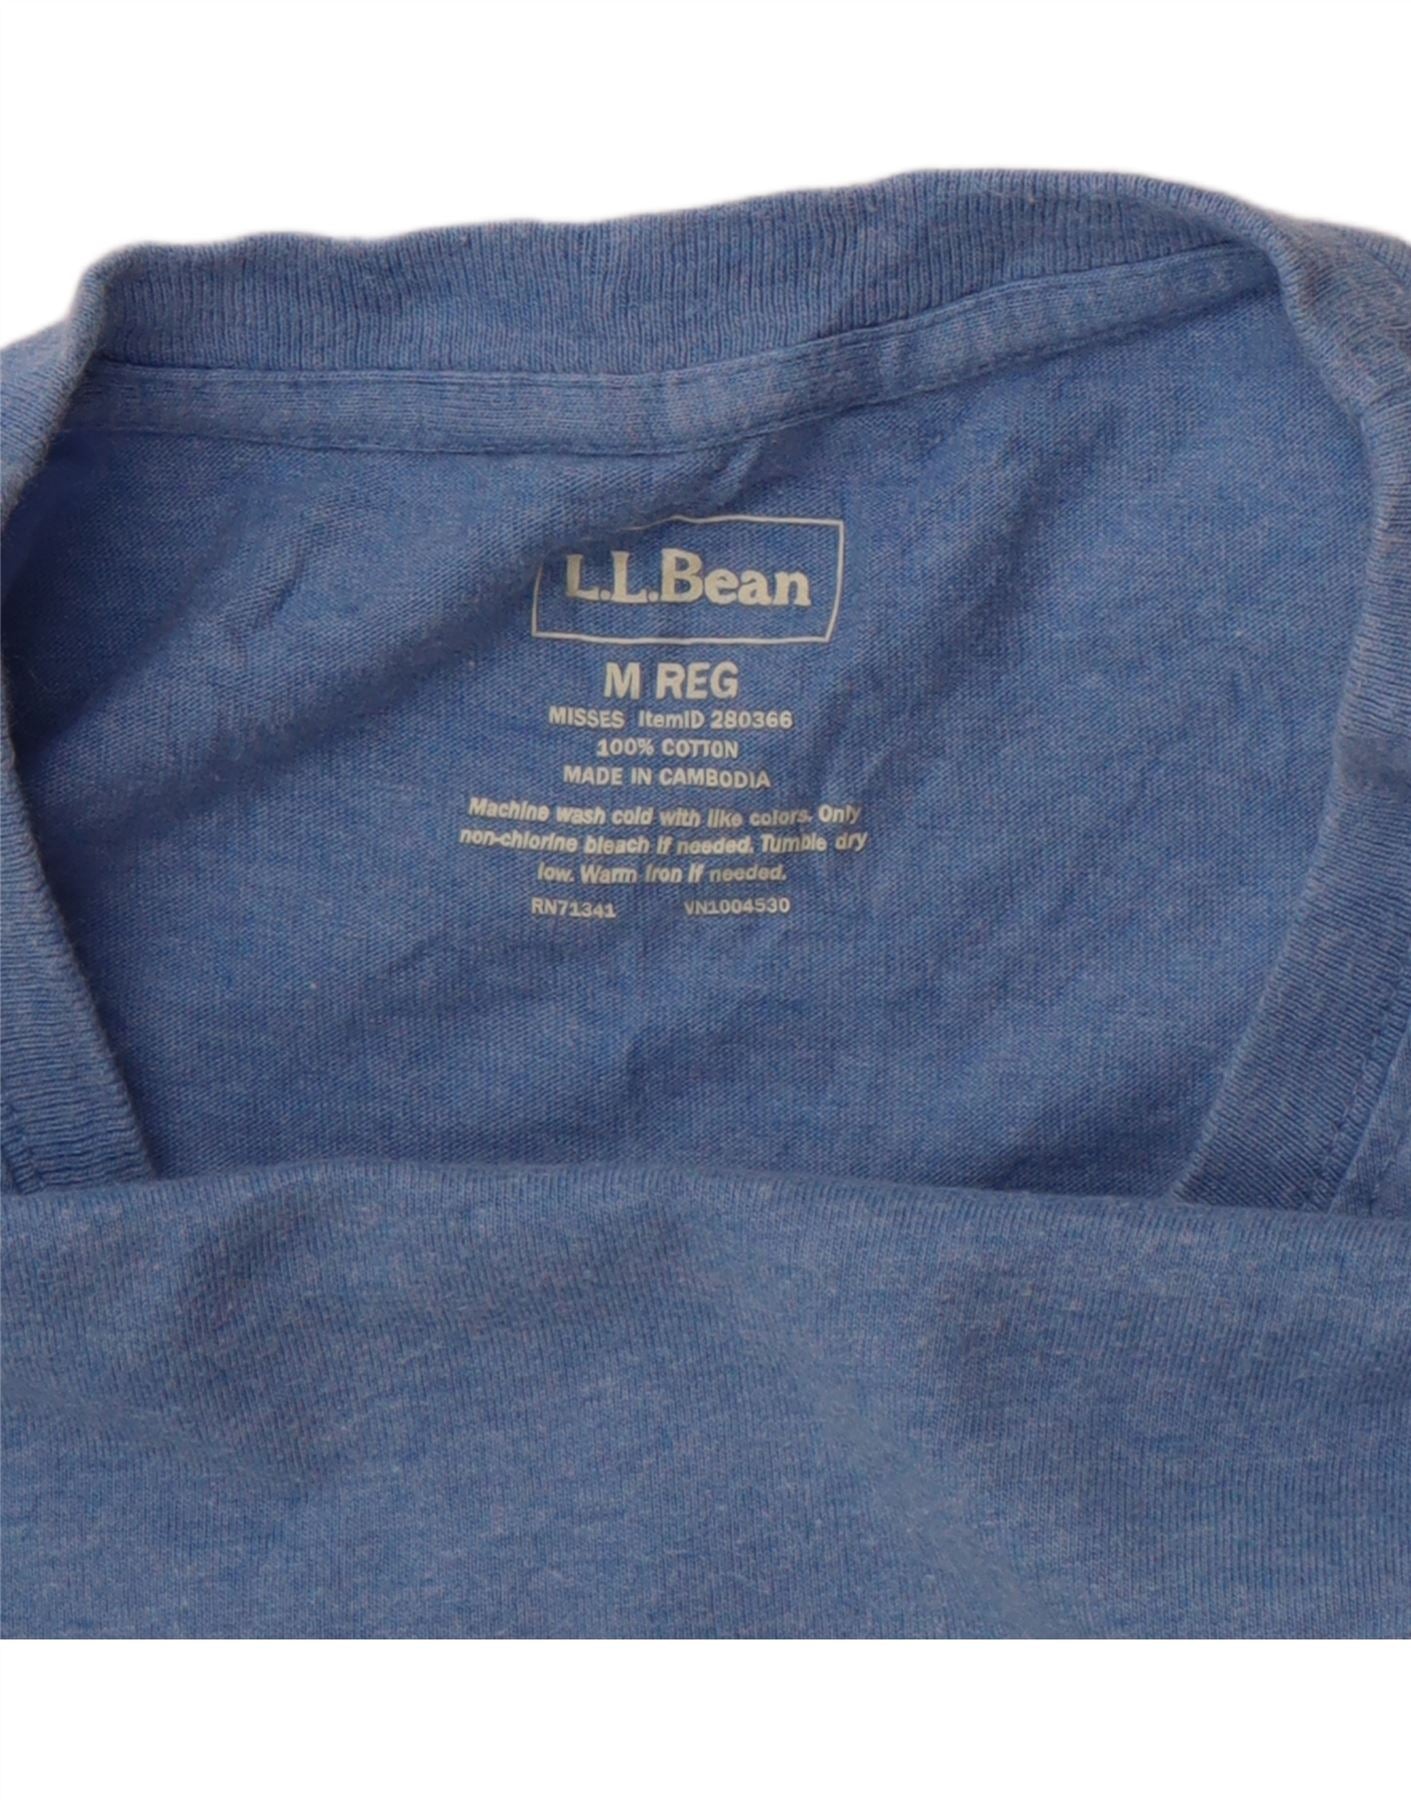 L.L.Bean
M REG
MISSES ItemID 280366
100% COTTON
MADE IN CAMBODIA
Machine wash cold with like colors. Only
non-chlorine bleach if needed. Tumble dry
low. Warm Iron if needed.
RN71341 VN1004530